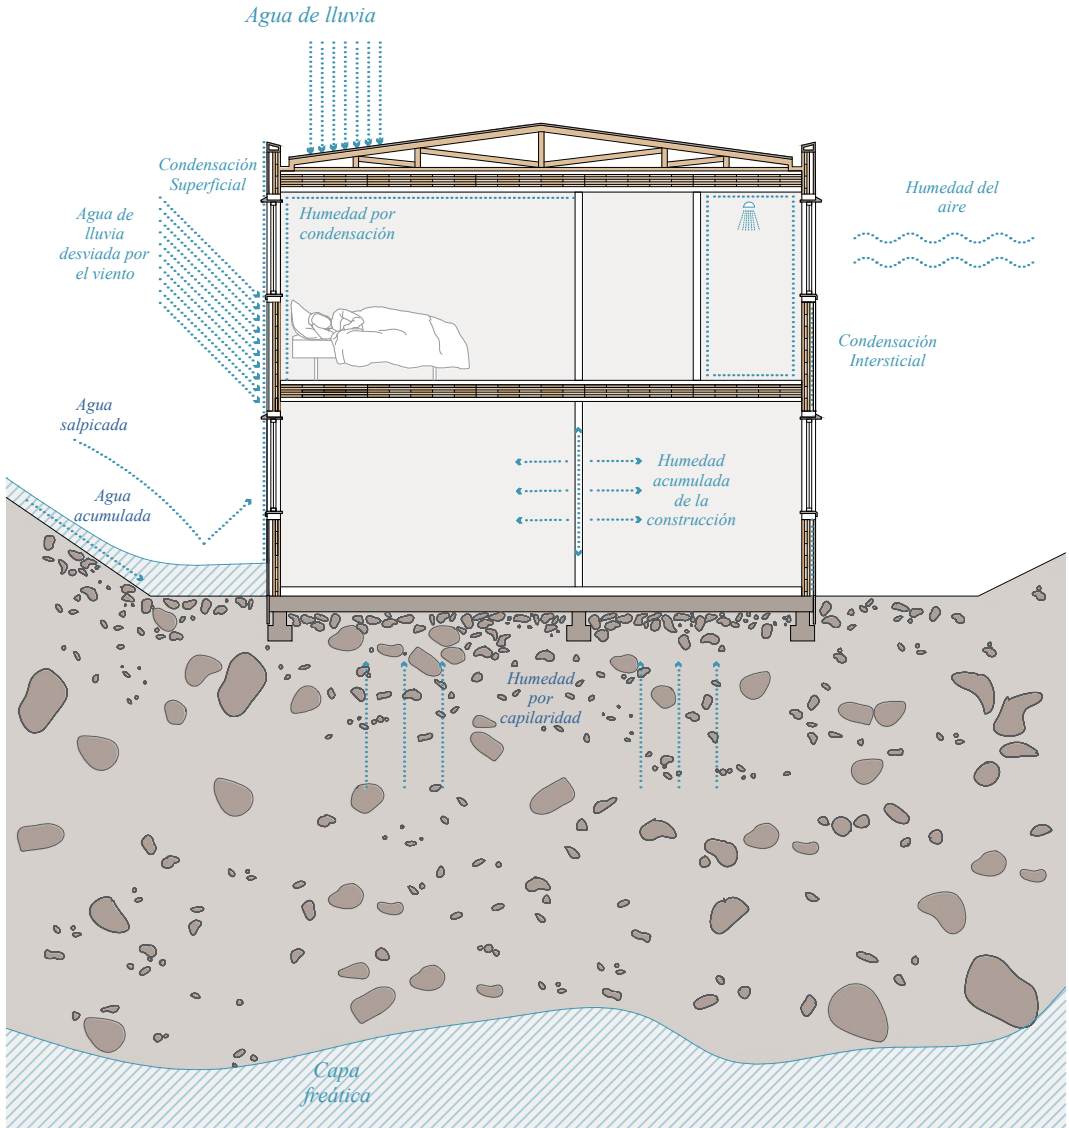 Agua de lluvia
Condensación
Superficial
Agua de
lluvia
desviada por
el viento
Humedad por
condensación
Humedad del
aire
Condensación
Intersticial
Agua
salpicada
Agua
acumulada
Humedad
acumulada
de la
construcción
Humedad
por
capilaridad
Capa
freática